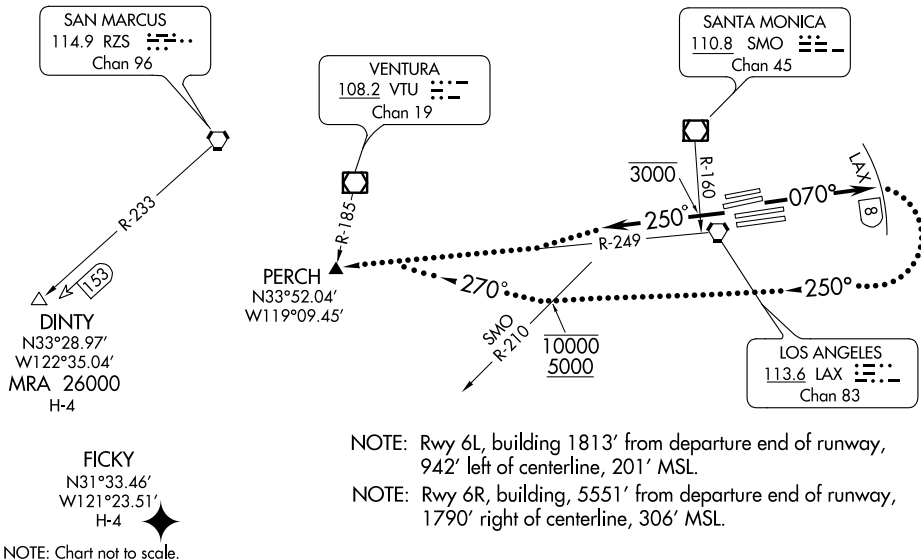 SAN MARCUS
114.9 RZS
Chan 96
VENTURA
108.2 VTU
Chan 19
SANTA MONICA
110.8 SMO
Chan 45
R-233
153
R-185
R-160
3000
250°
070°
LAX
8
R-249
270°
250°
SMO
R-210
10000
5000
PERCH
N33°52.04'
W119°09.45'
DINTY
N33°28.97'
W122°35.04'
MRA 26000
H-4
LOS ANGELES
113.6 LAX
Chan 83
FICKY
N31°33.46'
W121°23.51'
H-4
NOTE: Rwy 6L, building 1813' from departure end of runway,
942' left of centerline, 201' MSL.
NOTE: Rwy 6R, building, 5551' from departure end of runway,
1790' right of centerline, 306' MSL.
NOTE: Chart not to scale.